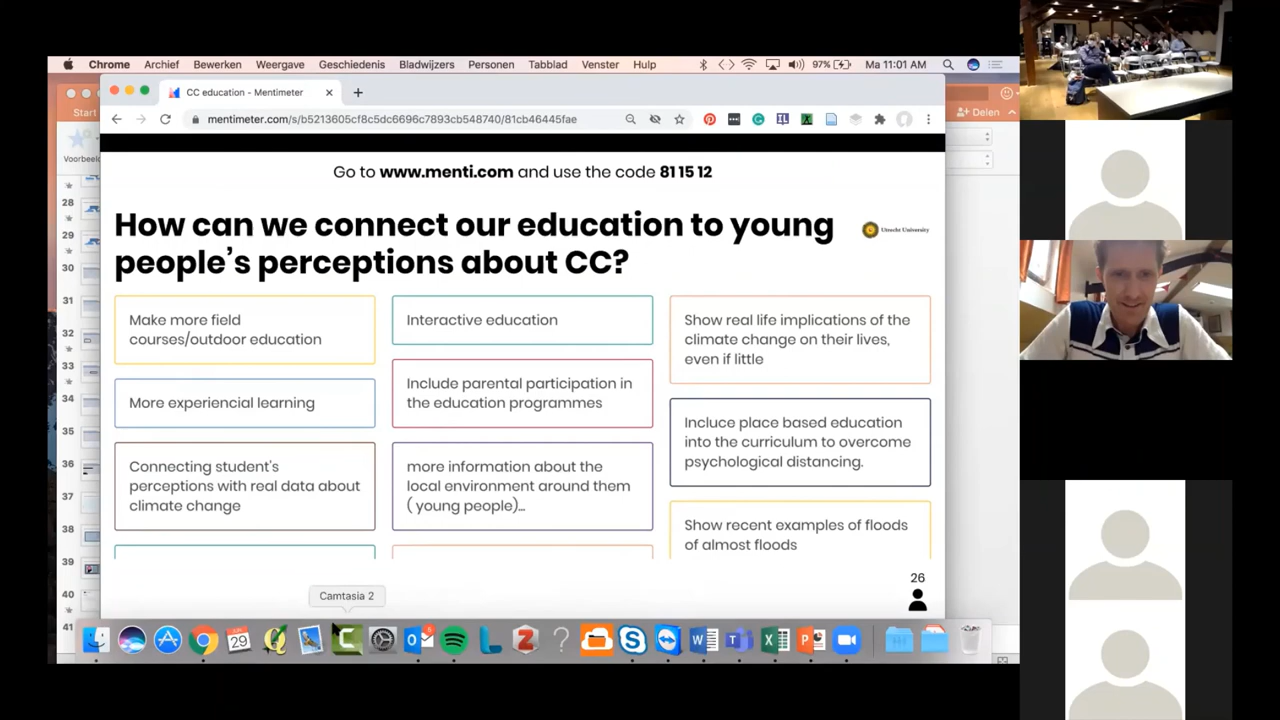 Chrome Archief Bewerken Weergave Geschiedenis Bladwijzers Personen Tabblad Venster Hulp 97% Ma 11:01 AM
CC education - Mentimeter
Start
Delen
mentimeter.com/s/b5213605cf8c5dc6696c7893cb548740/81cb46445fae
Voorbeel
28
29
30
31
32
33
34
35
36
37
38
39
40
41
Go to www.menti.com and use the code 81 15 12
How can we connect our education to young
people's perceptions about CC?
Utrecht University
Make more field
courses/outdoor education
More experiencial learning
Connecting student's
perceptions with real data about
climate change
Interactive education
Include parental participation in
the education programmes
more information about the
local environment around them
( young people)...
Show real life implications of the
climate change on their lives,
even if little
Incluce place based education
into the curriculum to overcome
psychological distancing.
Show recent examples of floods
of almost floods
26
Camtasia 2
JUN
29